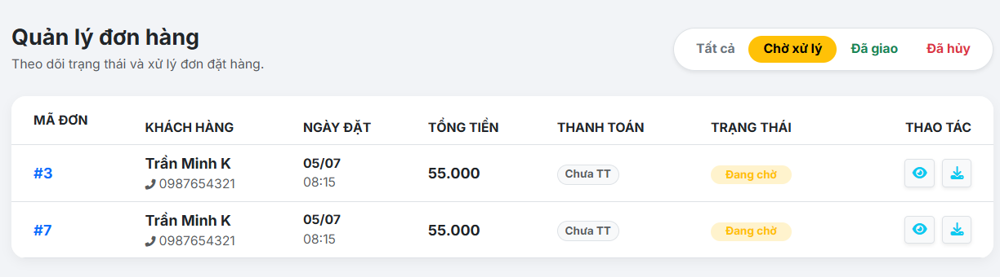 Quản lý đơn hàng
Theo dõi trạng thái và xử lý đơn đặt hàng.
Tất cả Chờ xử lý Đã giao Đã hủy
MÃ ĐƠN KHÁCH HÀNG NGÀY ĐẶT TỔNG TIỀN THANH TOÁN TRẠNG THÁI THAO TÁC
#3 Trần Minh K 05/07 55.000 Chưa TT Đang chờ
0987654321 08:15
#7 Trần Minh K 05/07 55.000 Chưa TT Đang chờ
0987654321 08:15